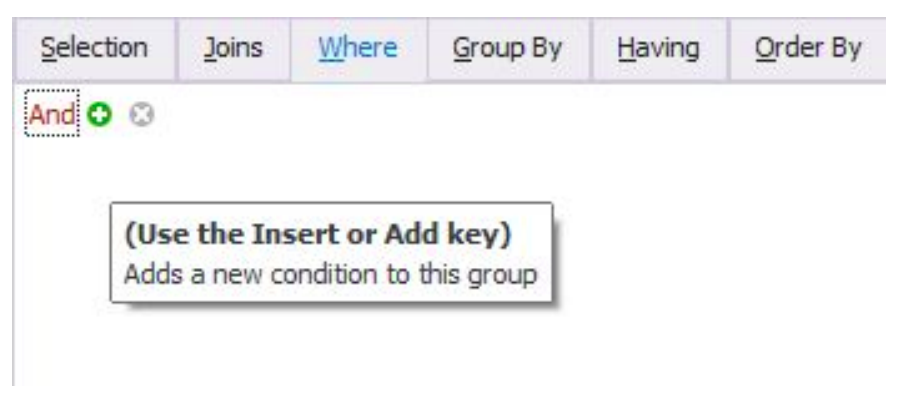 Selection Joins Where Group By Having Order By
And
(Use the Insert or Add key)
Adds a new condition to this group